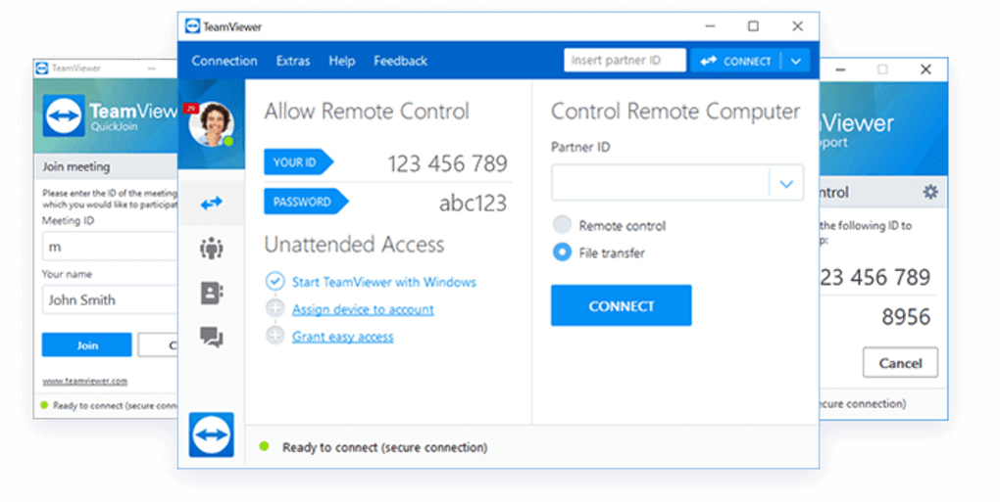 TeamViewer
Connection Extras Help Feedback
Insert partner ID
CONNECT
29
Allow Remote Control
YOUR ID 123 456 789
PASSWORD abc123
Unattended Access
Start TeamViewer with Windows
Assign device to account
Grant easy access
Control Remote Computer
Partner ID
Remote control
File transfer
CONNECT
Ready to connect (secure connection)
TeamViewer
TeamView
QuickJoin
Join meeting
Please enter the ID of the meeting
which you would like to participat
Meeting ID
m
Your name
John Smith
Join
C
www.teamviewer.com
Ready to connect (secure conn
Viewer
port
ntrol
the following ID to
p:
23 456 789
8956
Cancel
cure connection)